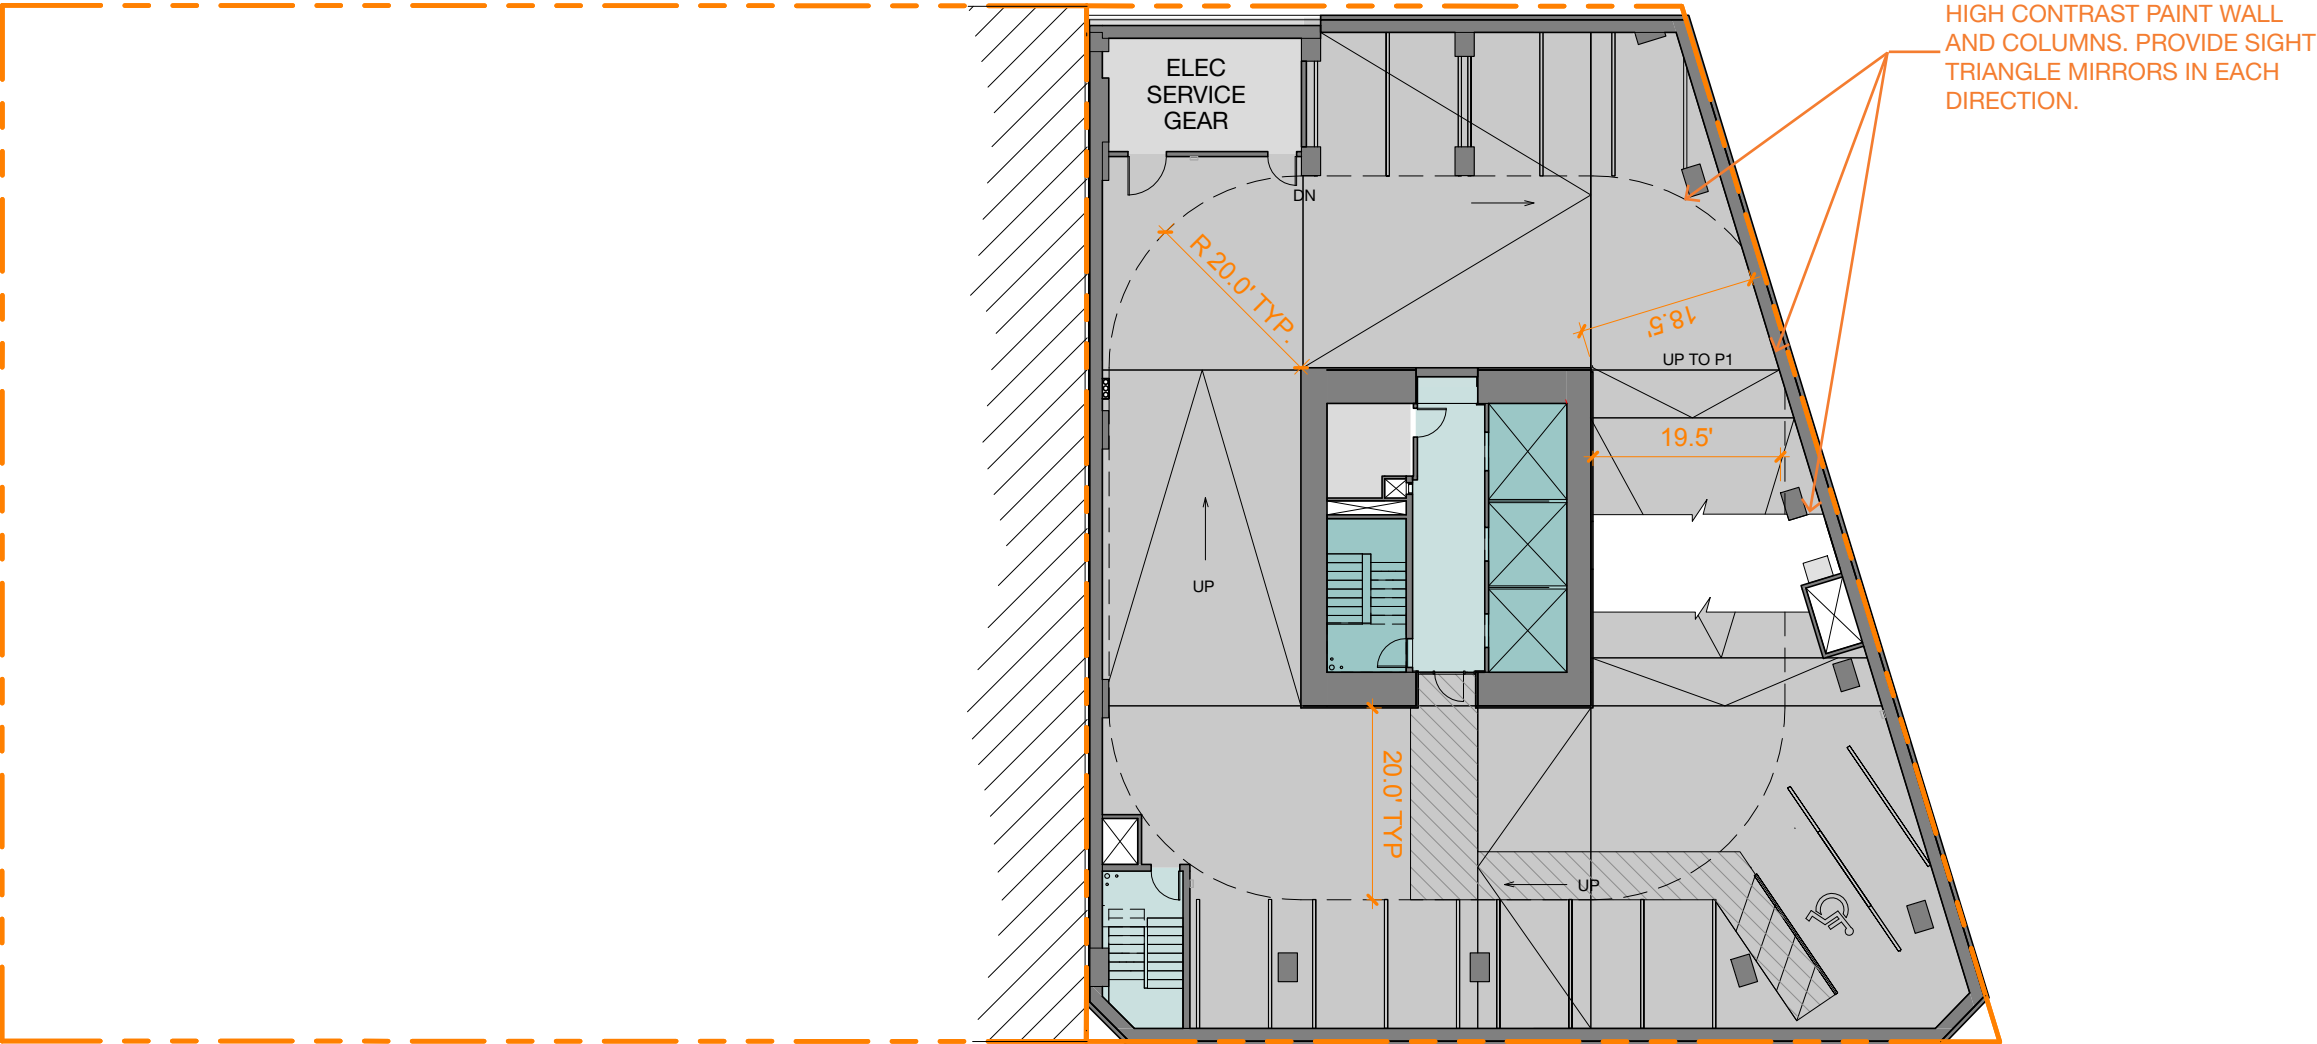 HIGH CONTRAST PAINT WALL
AND COLUMNS. PROVIDE SIGHT
TRIANGLE MIRRORS IN EACH
DIRECTION.
ELEC
SERVICE
GEAR
DN
R 20.0' TYP.
18.5'
UP TO P1
19.5'
UP
20.0' TYP
UP